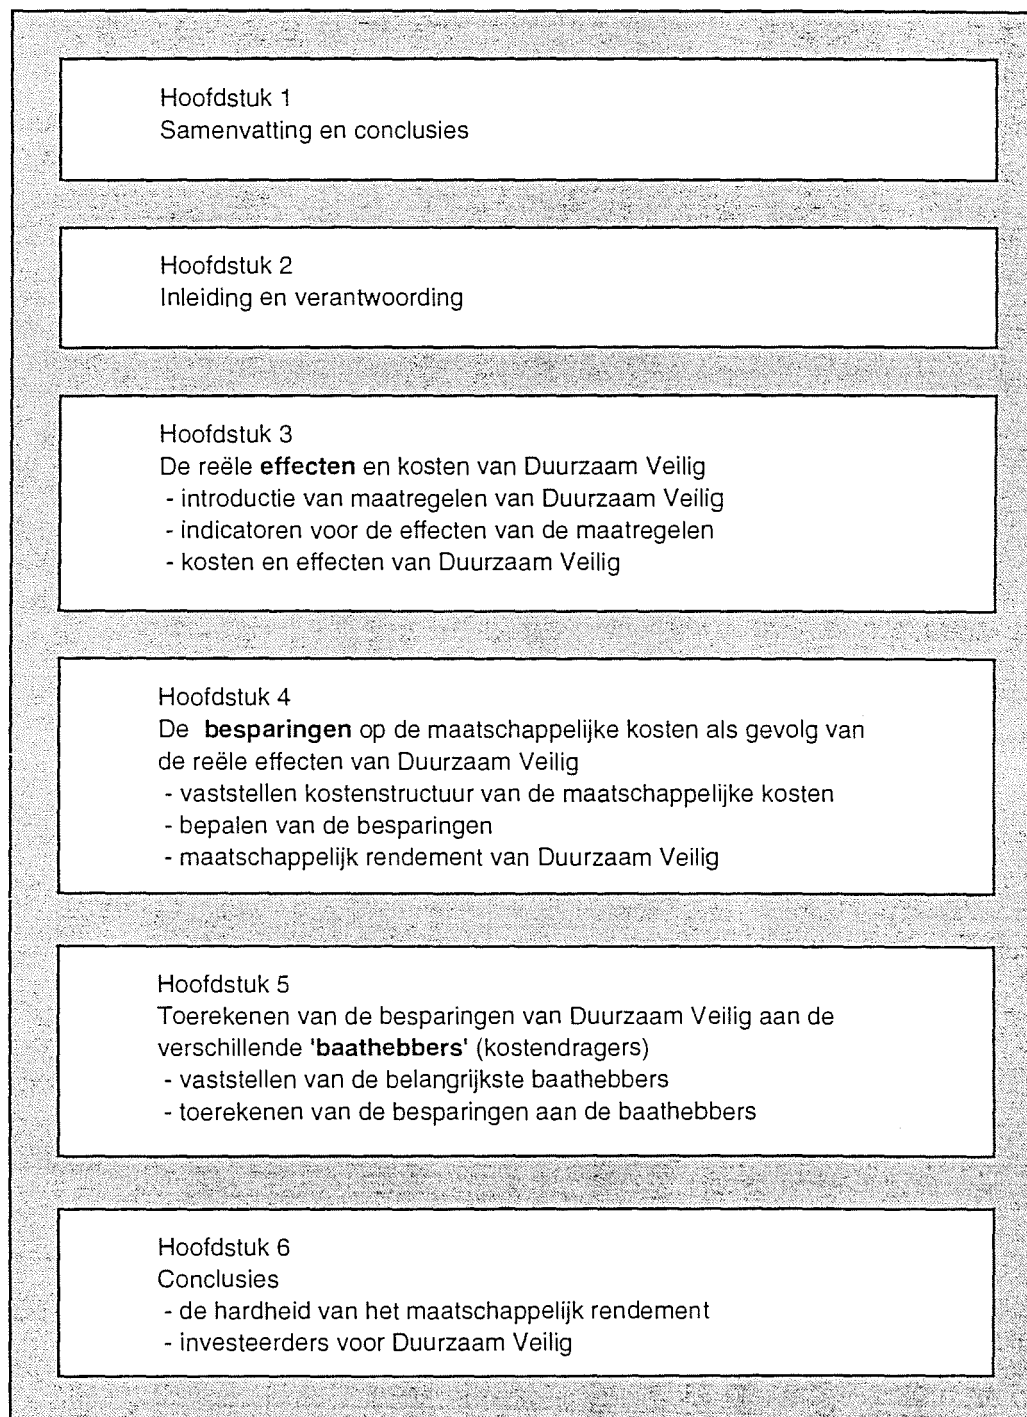 Hoofdstuk 1
Samenvatting en conclusies
Hoofdstuk 2
Inleiding en verantwoording
Hoofdstuk 3
De reële effecten en kosten van Duurzaam Veilig
- introductie van maatregelen van Duurzaam Veilig
- indicatoren voor de effecten van de maatregelen
- kosten en effecten van Duurzaam Veilig
Hoofdstuk 4
De besparingen op de maatschappelijke kosten als gevolg van
de reële effecten van Duurzaam Veilig
- vaststellen kostenstructuur van de maatschappelijke kosten
- bepalen van de besparingen
- maatschappelijk rendement van Duurzaam Veilig
Hoofdstuk 5
Toerekenen van de besparingen van Duurzaam Veilig aan de
verschillende 'baathebbers' (kostendragers)
- vaststellen van de belangrijkste baathebbers
- toerekenen van de besparingen aan de baathebbers
Hoofdstuk 6
Conclusies
- de hardheid van het maatschappelijk rendement
- investeerders voor Duurzaam Veilig